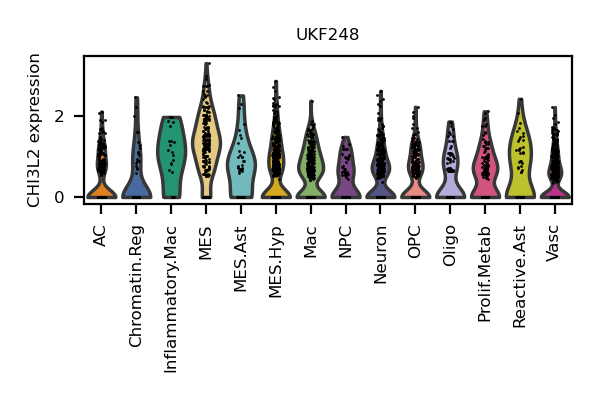 UKF248
CHI3L2 expression
2
0
AC
Chromatin.Reg
Inflammatory.Mac
MES
MES.Ast
MES.Hyp
Mac
NPC
Neuron
OPC
Oligo
Prolif.Metab
Reactive.Ast
Vasc